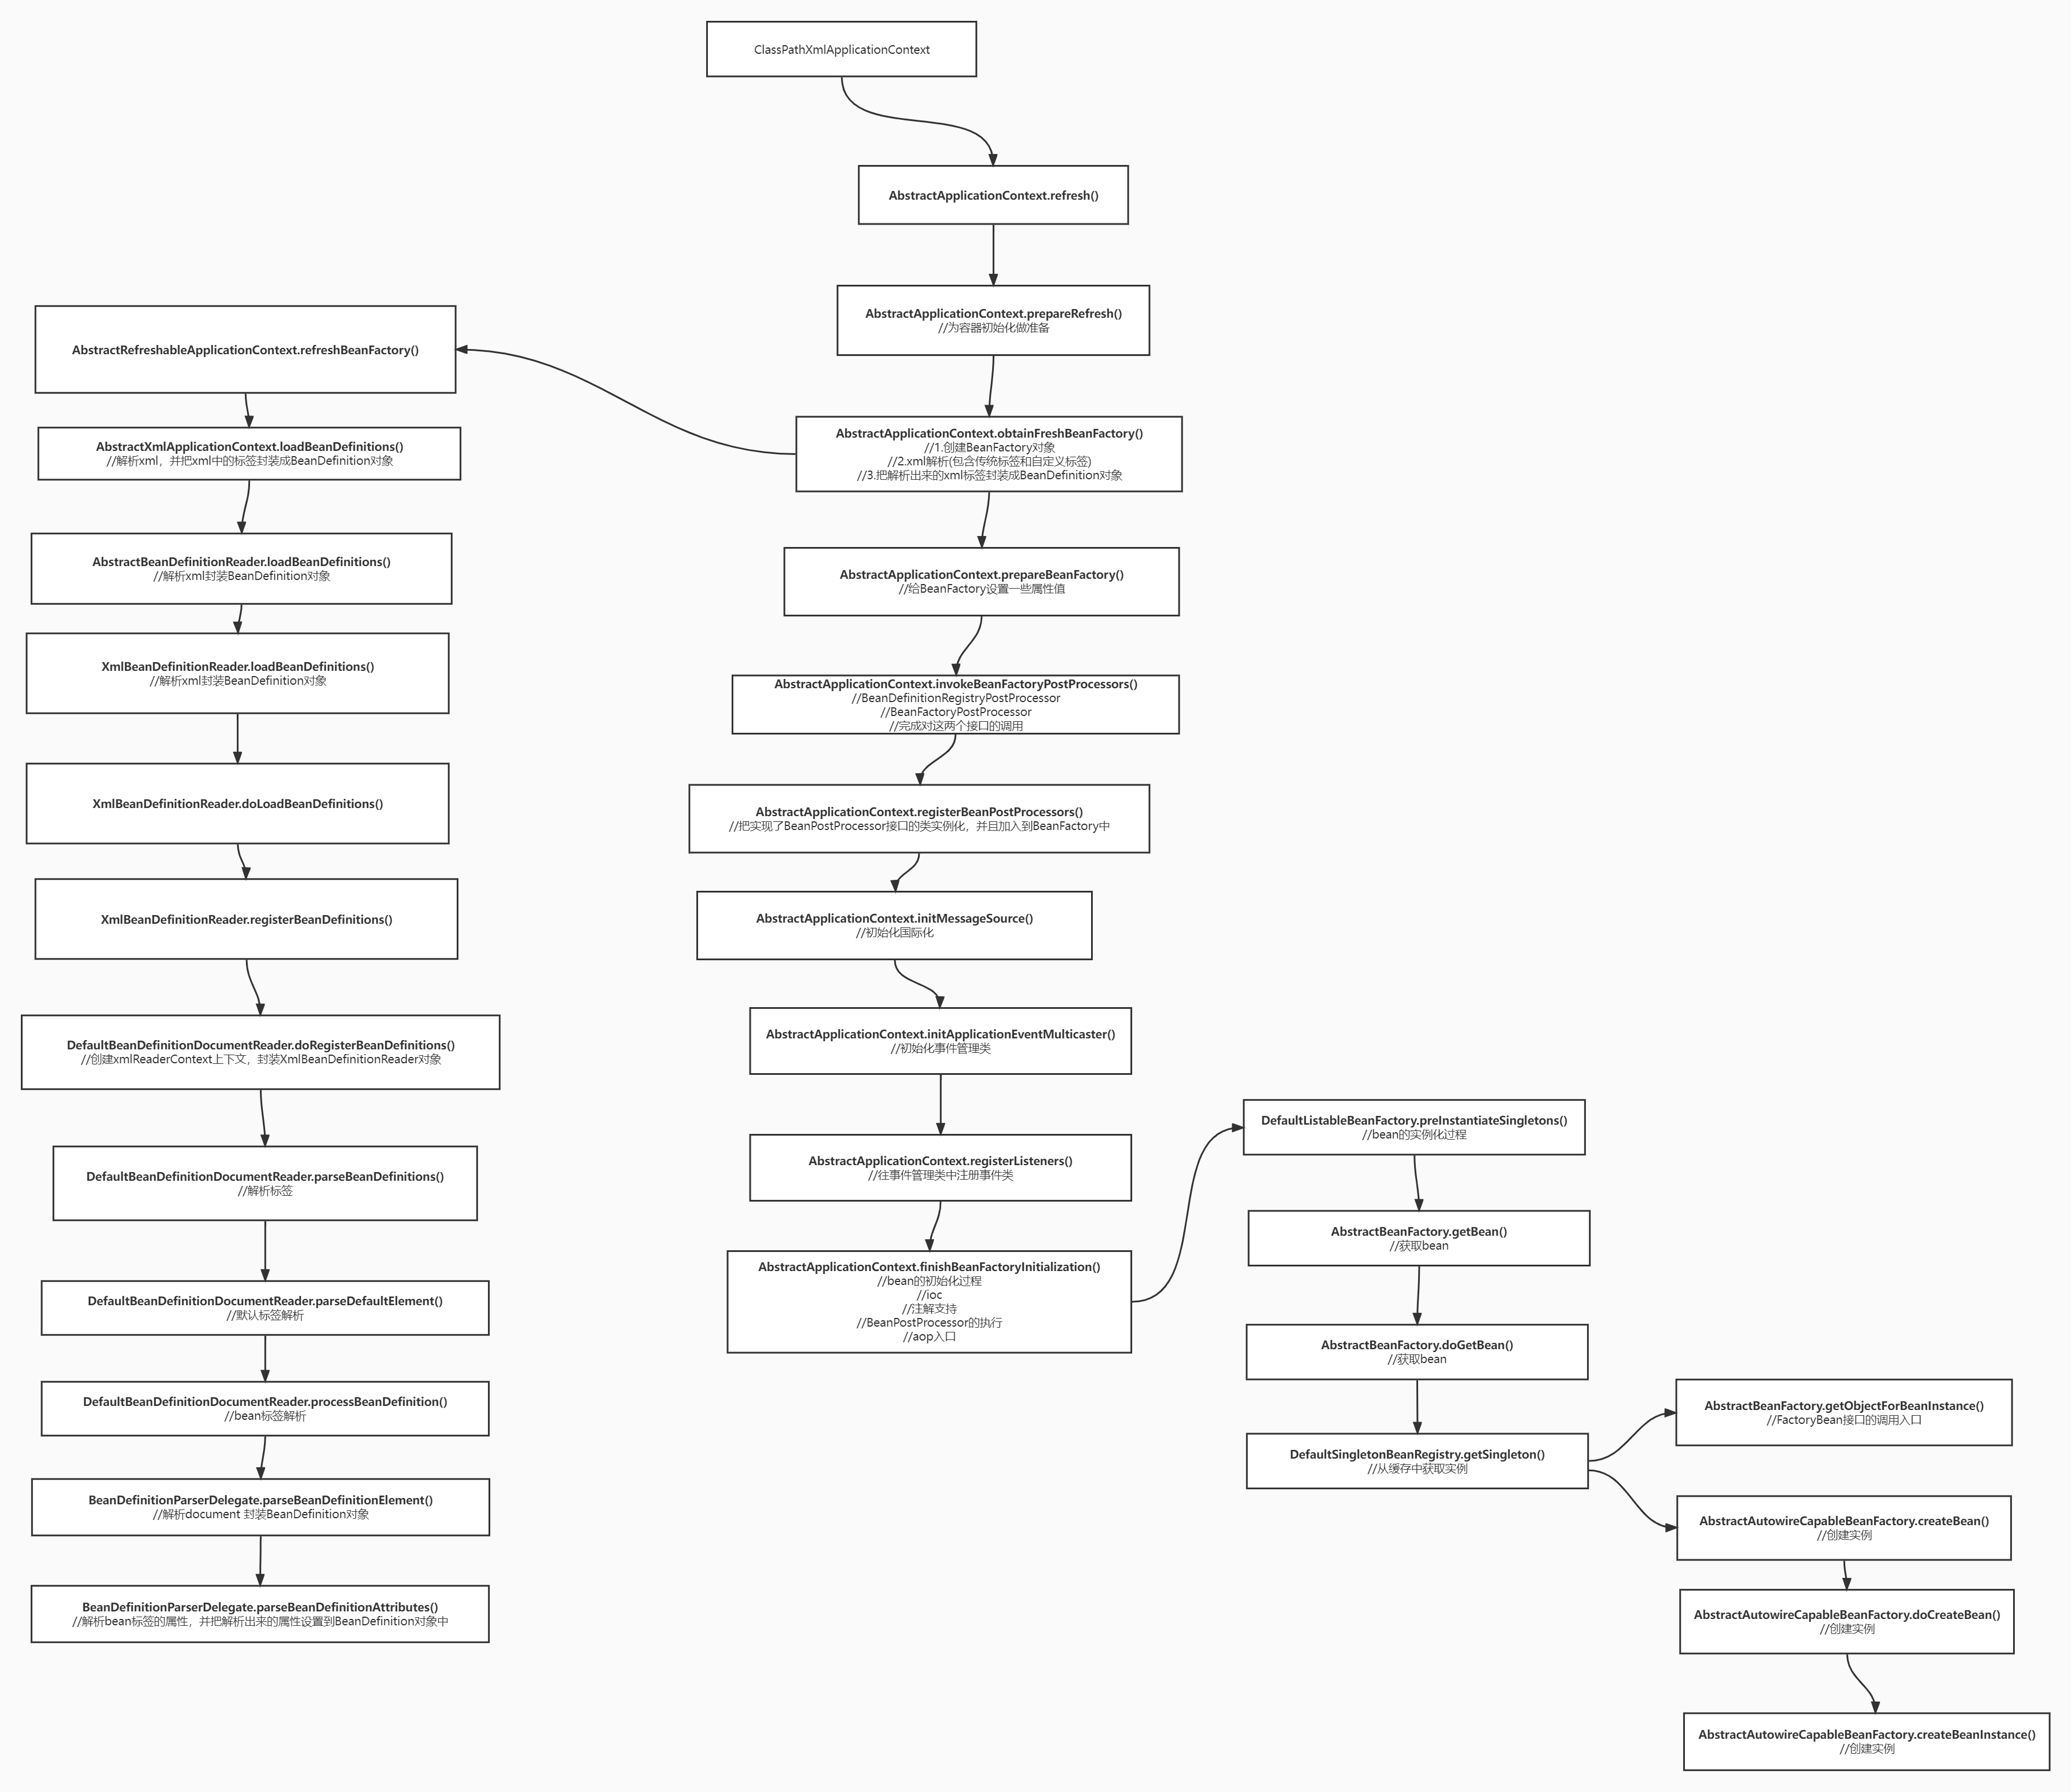 ClassPathXmlApplicationContext
AbstractApplicationContext.refresh()
AbstractApplicationContext.prepareRefresh()
//为容器初始化做准备
AbstractApplicationContext.obtainFreshBeanFactory()
//1.创建BeanFactory对象
//2.xml解析(包含传统标签和自定义标签)
//3.把解析出来的xml标签封装成BeanDefinition对象
AbstractApplicationContext.prepareBeanFactory()
//给BeanFactory设置一些属性值
AbstractApplicationContext.invokeBeanFactoryPostProcessors()
//BeanDefinitionRegistryPostProcessor
//BeanFactoryPostProcessor
//完成对这两个接口的调用
AbstractApplicationContext.registerBeanPostProcessors()
//把实现了BeanPostProcessor接口的类实例化，并且加入到BeanFactory中
AbstractApplicationContext.initMessageSource()
//初始化国际化
AbstractApplicationContext.initApplicationEventMulticaster()
//初始化事件管理类
AbstractApplicationContext.registerListeners()
//往事件管理类中注册事件类
AbstractApplicationContext.finishBeanFactoryInitialization()
//bean的初始化过程
//ioc
//注解支持
//BeanPostProcessor的执行
//aop入口
AbstractRefreshableApplicationContext.refreshBeanFactory()
AbstractXmlApplicationContext.loadBeanDefinitions()
//解析xml，并把xml中的标签封装成BeanDefinition对象
AbstractBeanDefinitionReader.loadBeanDefinitions()
//解析xml封装BeanDefinition对象
XmlBeanDefinitionReader.loadBeanDefinitions()
//解析xml封装BeanDefinition对象
XmlBeanDefinitionReader.doLoadBeanDefinitions()
XmlBeanDefinitionReader.registerBeanDefinitions()
DefaultBeanDefinitionDocumentReader.doRegisterBeanDefinitions()
//创建xmlReaderContext上下文，封装XmlBeanDefinitionReader对象
DefaultBeanDefinitionDocumentReader.parseBeanDefinitions()
//解析标签
DefaultBeanDefinitionDocumentReader.parseDefaultElement()
//默认标签解析
DefaultBeanDefinitionDocumentReader.processBeanDefinition()
//bean标签解析
BeanDefinitionParserDelegate.parseBeanDefinitionElement()
//解析document 封装BeanDefinition对象
BeanDefinitionParserDelegate.parseBeanDefinitionAttributes()
//解析bean标签的属性，并把解析出来的属性设置到BeanDefinition对象中
DefaultListableBeanFactory.preInstantiateSingletons()
//bean的实例化过程
AbstractBeanFactory.getBean()
//获取bean
AbstractBeanFactory.doGetBean()
//获取bean
DefaultSingletonBeanRegistry.getSingleton()
//从缓存中获取实例
AbstractBeanFactory.getObjectForBeanInstance()
//FactoryBean接口的调用入口
AbstractAutowireCapableBeanFactory.createBean()
//创建实例
AbstractAutowireCapableBeanFactory.doCreateBean()
//创建实例
AbstractAutowireCapableBeanFactory.createBeanInstance()
//创建实例